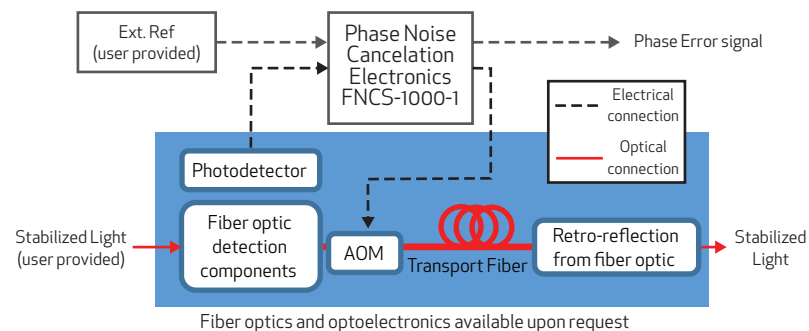 Ext. Ref
(user provided)
Phase Noise
Cancelation
Electronics
FNCS-1000-1
Phase Error signal
Electrical
connection
Optical
connection
Photodetector
Stabilized Light
(user provided)
Fiber optic
detection
components
AOM
Transport Fiber
Retro-reflection
from fiber optic
Stabilized
Light
Fiber optics and optoelectronics available upon request